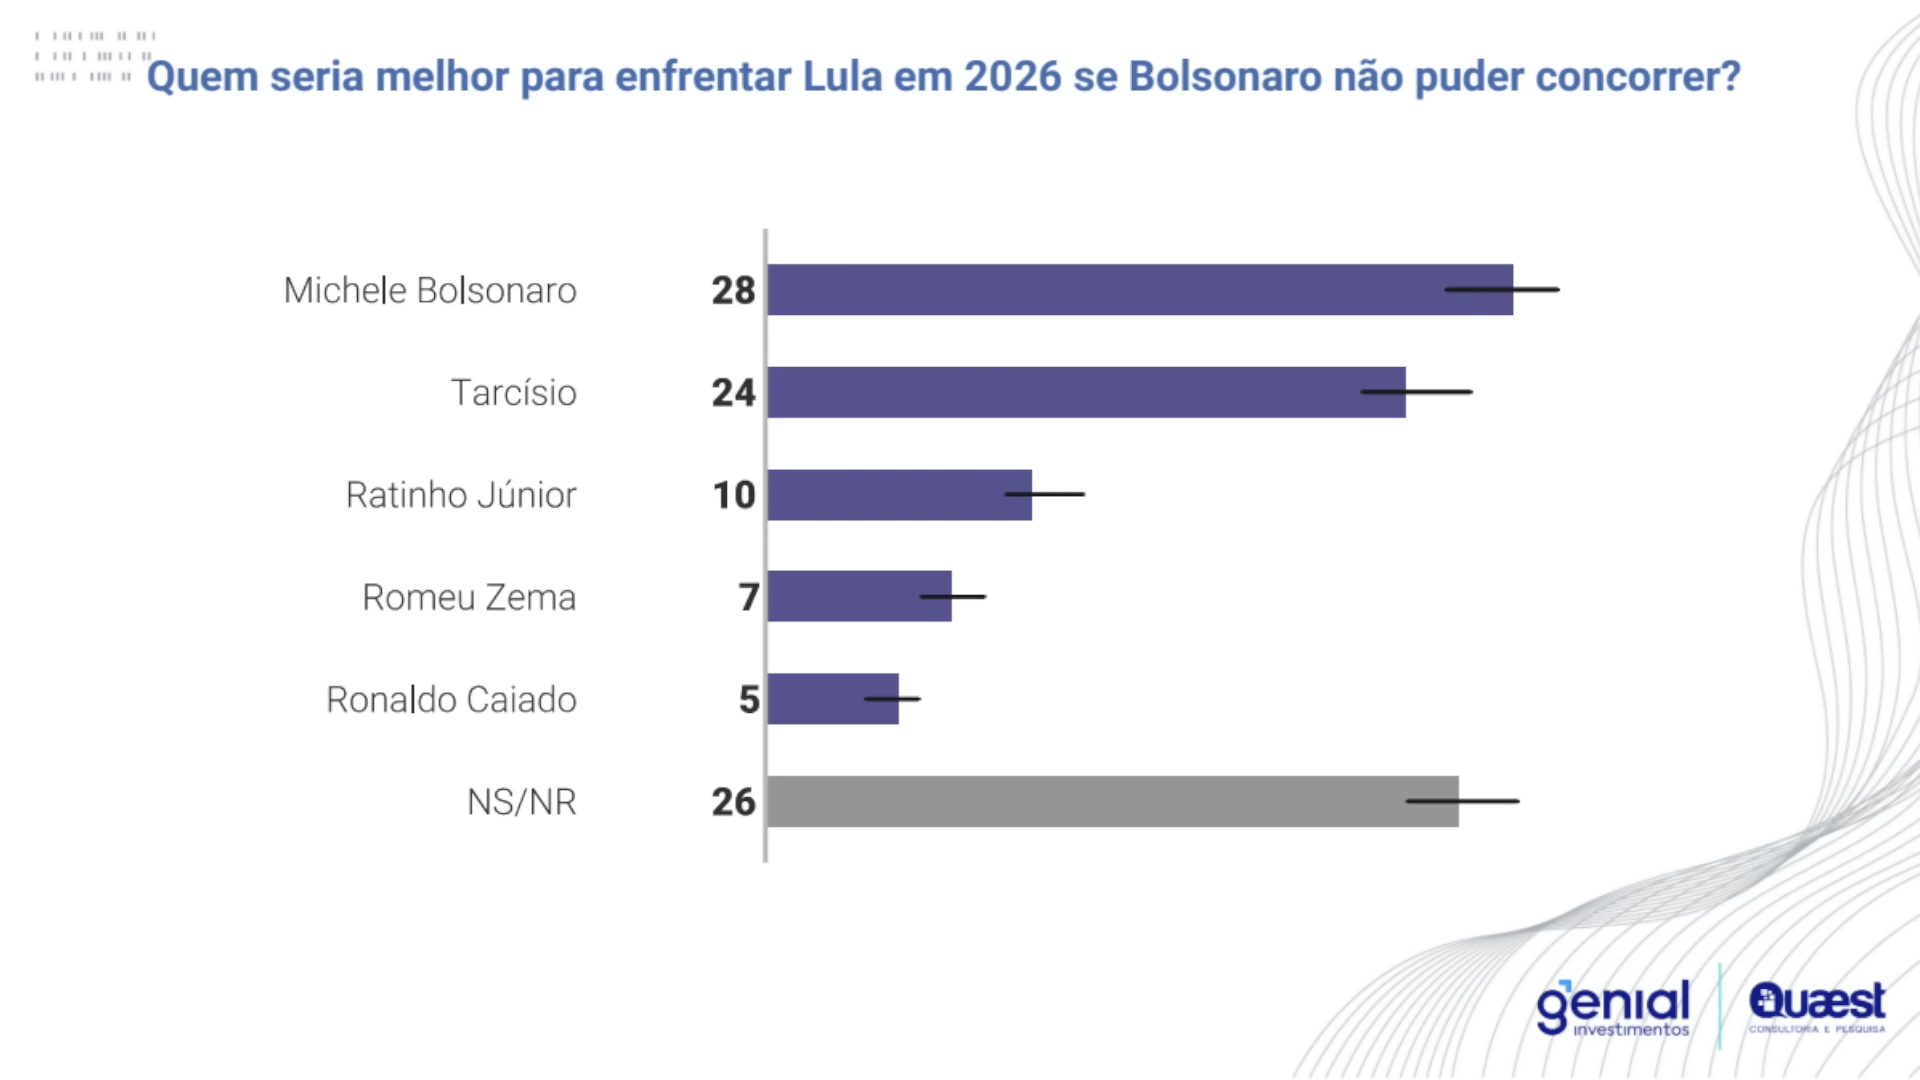 Quem seria melhor para enfrentar Lula em 2026 se Bolsonaro não puder concorrer?
Michele Bolsonaro 28
Tarcísio 24
Ratinho Júnior 10
Romeu Zema 7
Ronaldo Caiado 5
NS/NR 26
genial
investimentos
Quæst
CONSULTORIA E PESQUISA